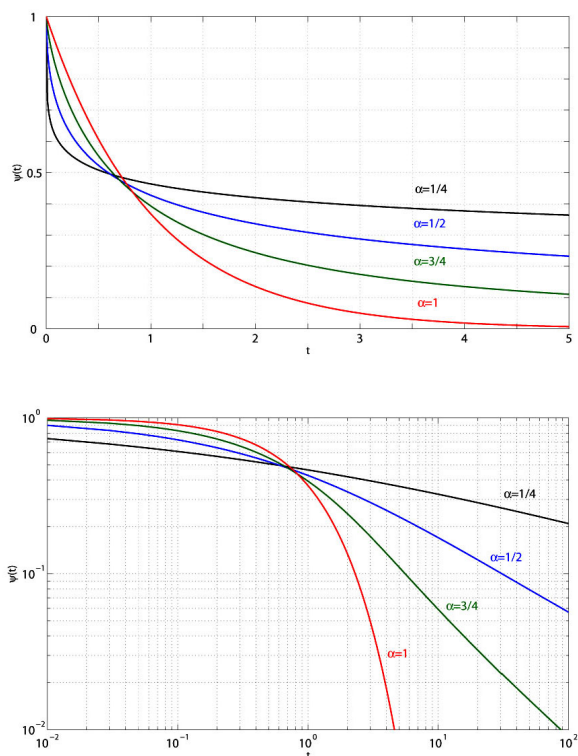 1
0.5
0
ψ(t)
α=1/4
α=1/2
α=3/4
α=1
0 1 2 3 4 5
t
10⁰
10⁻¹
10⁻²
ψ(t)
α=1/4
α=1/2
α=3/4
α=1
10⁻² 10⁻¹ 10⁰ 10¹ 10²
t